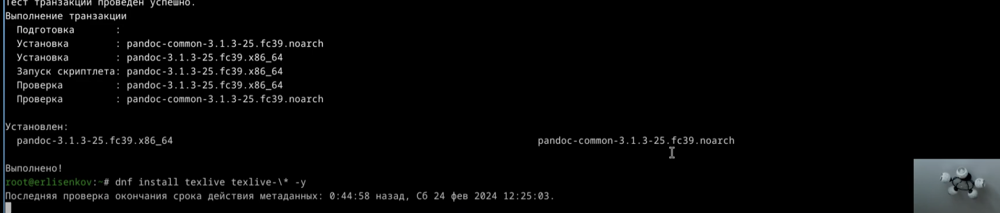 Тест транзакции проведен успешно.
Выполнение транзакции
  Подготовка       :
  Установка        : pandoc-common-3.1.3-25.fc39.noarch
  Установка        : pandoc-3.1.3-25.fc39.x86_64
  Запуск скриптлета: pandoc-3.1.3-25.fc39.x86_64
  Проверка         : pandoc-3.1.3-25.fc39.x86_64
  Проверка         : pandoc-common-3.1.3-25.fc39.noarch
Установлен:
  pandoc-3.1.3-25.fc39.x86_64 pandoc-common-3.1.3-25.fc39.noarch
Выполнено!
root@erlisenkov:~# dnf install texlive texlive-\* -y
Последняя проверка окончания срока действия метаданных: 0:44:58 назад, Сб 24 фев 2024 12:25:03.